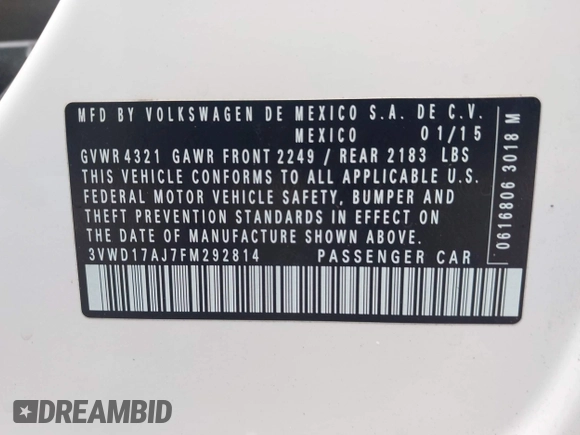 MFD BY VOLKSWAGEN DE MEXICO S.A. DE C.V.
MEXICO 01/15
GVWR 4321 GAWR FRONT 2249 / REAR 2183 LBS
THIS VEHICLE CONFORMS TO ALL APPLICABLE U.S.
FEDERAL MOTOR VEHICLE SAFETY, BUMPER AND
THEFT PREVENTION STANDARDS IN EFFECT ON
THE DATE OF MANUFACTURE SHOWN ABOVE.
3VWD17AJ7FM292814 PASSENGER CAR
0616806 3018 M
DREAMBID